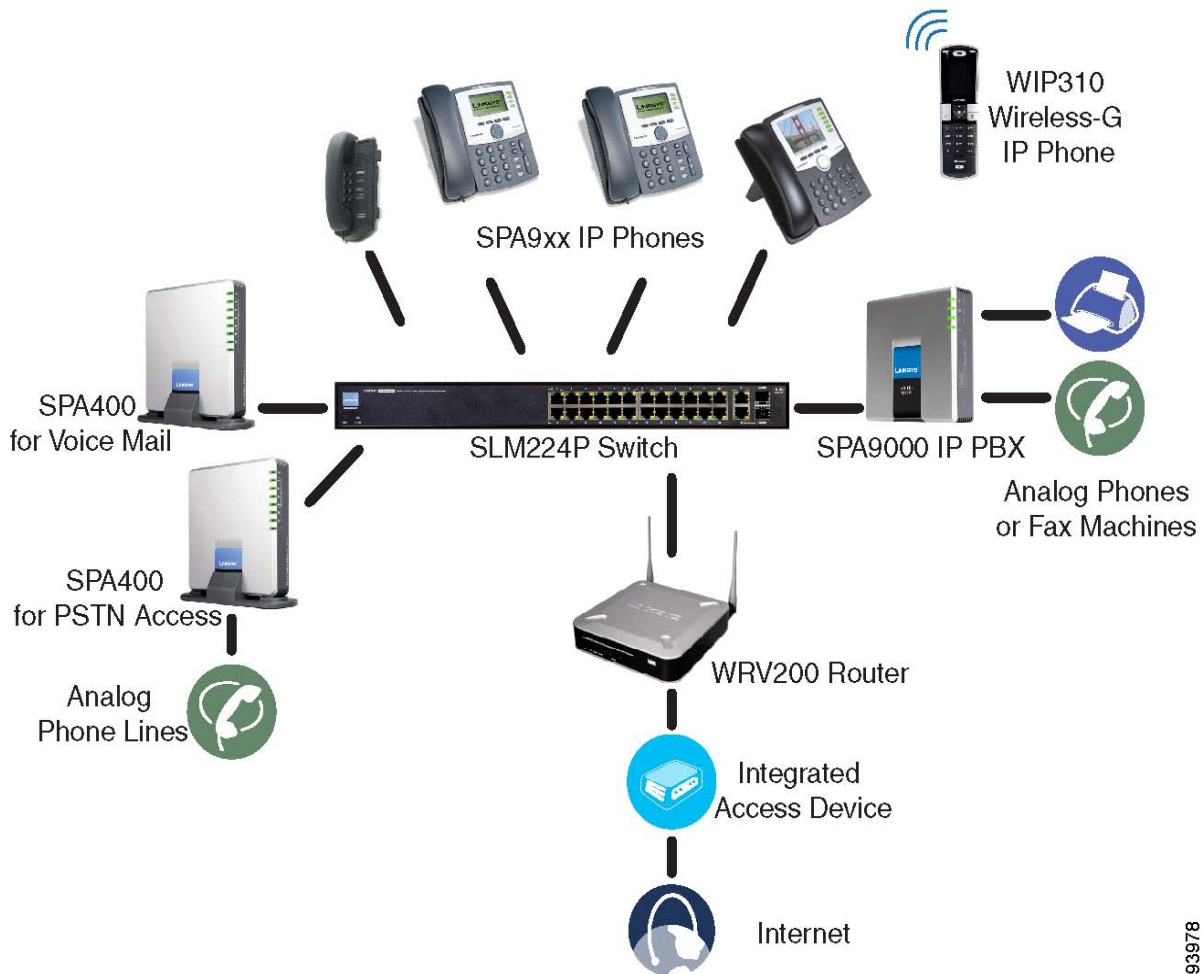 WIP310
Wireless-G
IP Phone
SPA9xx IP Phones
SPA400
for Voice Mail
SLM224P Switch
SPA9000 IP PBX
Analog Phones
or Fax Machines
SPA400
for PSTN Access
WRV200 Router
Analog
Phone Lines
Integrated
Access Device
Internet
93978